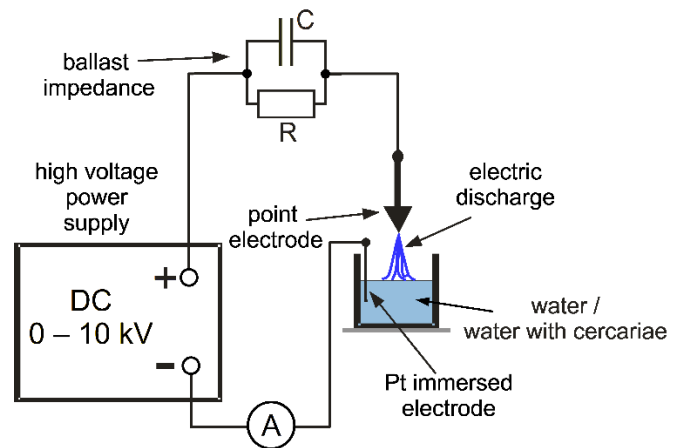 C
ballast
impedance
R
high voltage
power
supply
electric
discharge
point
electrode
+
DC
0 – 10 kV
-
water /
water with cercariae
Pt immersed
electrode
A